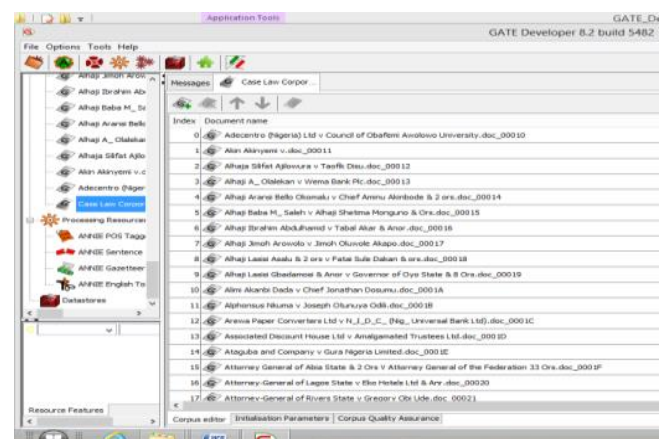 Application Tools
GATE_De
GATE Developer 8.2 build 5482
File Options Tools Help
Alhaji Jimoh Arow
Alhaji Ibrahim Ab
Alhaji Baba M_ Sa
Alhaji Aransi Bello
Alhaji A_ Olalekar
Alhaja Silifat Ajilo
Akin Akinyemi v.c
Adecentro (Niger
Case Law Corpor
Processing Resources
ANNIE POS Tagg
ANNIE Sentence
ANNIE Gazetteer
ANNIE English To
Datastores
Resource Features
Messages
Case Law Corpor...
Index Document name
0 Adecentro (Nigeria) Ltd v Council of Obafemi Awolowo University.doc_00010
1 Akin Akinyemi v.doc_00011
2 Alhaja Silifat Ajilowura v Taofik Disu.doc_00012
3 Alhaji A_ Olalekan v Wema Bank Plc.doc_00013
4 Alhaji Aransi Bello Okomalu v Chief Aminu Akinbode & 2 ors.doc_00014
5 Alhaji Baba M_ Saleh v Alhaji Shetima Monguno & Ors.doc_00015
6 Alhaji Ibrahim Abdulhamid v Tabal Akar & Anor.doc_00016
7 Alhaji Jimoh Arowolo v Jimoh Oluwole Akapo.doc_00017
8 Alhaji Lasisi Asalu & 2 ors v Fatai Sule Dakan & ors.doc_00018
9 Alhaji Lasisi Gbadamosi & Anor v Governor of Oyo State & 8 Ors.doc_00019
10 Alimi Akanbi Dada v Chief Jonathan Dosumu.doc_0001A
11 Alphonsus Nkuma v Joseph Otunuya Odili.doc_0001B
12 Arewa Paper Converters Ltd v N_I_D_C_ (Nig_ Universal Bank Ltd).doc_0001C
13 Associated Discount House Ltd v Amalgamated Trustees Ltd.doc_0001D
14 Ataguba and Company v Gura Nigeria Limited.doc_0001E
15 Attorney General of Abia State & 2 Ors V Attorney General of the Federation 33 Ors.doc_0001F
16 Attorney-General of Lagos State v Eko Hotels Ltd & Anr.doc_00020
17 Attorney-General of Rivers State v Gregory Obi Ude.doc_00021
Corpus editor Initialisation Parameters Corpus Quality Assurance